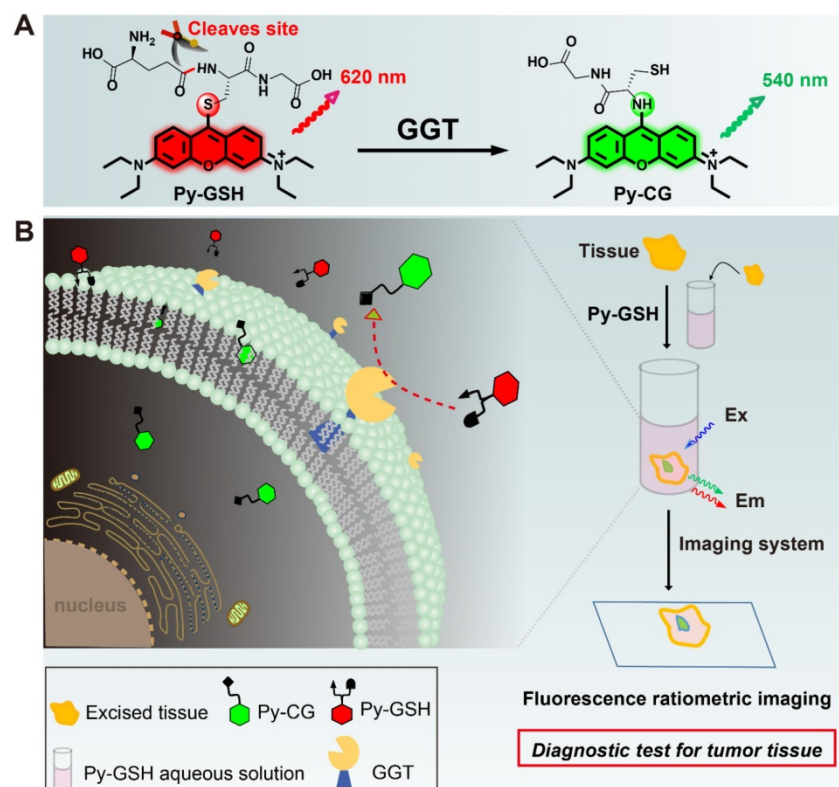 A
Cleaves site
NH2
HO
O
O
HN
O
H
N
OH
O
S
620 nm
N
O
N+
Py-GSH
GGT
HO
O
NH
O
SH
NH
540 nm
N
O
N+
Py-CG
B
nucleus
Tissue
Py-GSH
Ex
Em
Imaging system
Fluorescence ratiometric imaging
Diagnostic test for tumor tissue
Excised tissue
Py-CG
Py-GSH
Py-GSH aqueous solution
GGT